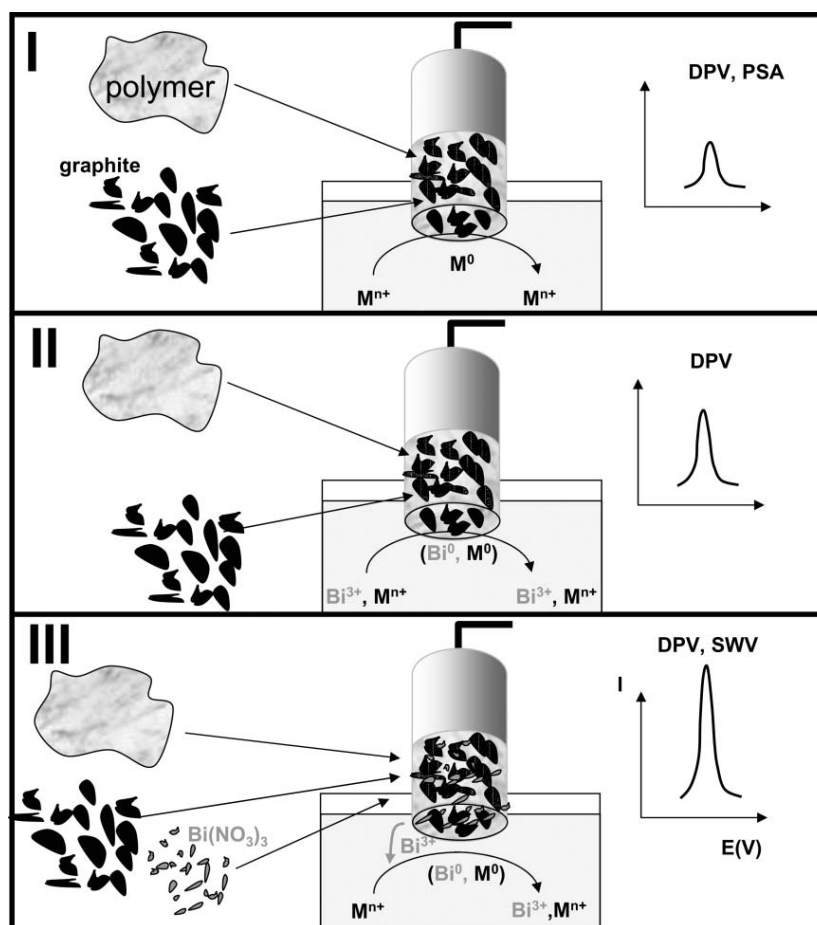 I
polymer
graphite
DPV, PSA
M⁰
Mⁿ⁺
Mⁿ⁺
II
DPV
(Bi⁰, M⁰)
Bi³⁺, Mⁿ⁺
Bi³⁺, Mⁿ⁺
III
DPV, SWV
I
Bi(NO₃)₃
Bi³⁺
(Bi⁰, M⁰)
Mⁿ⁺
Bi³⁺,Mⁿ⁺
E(V)